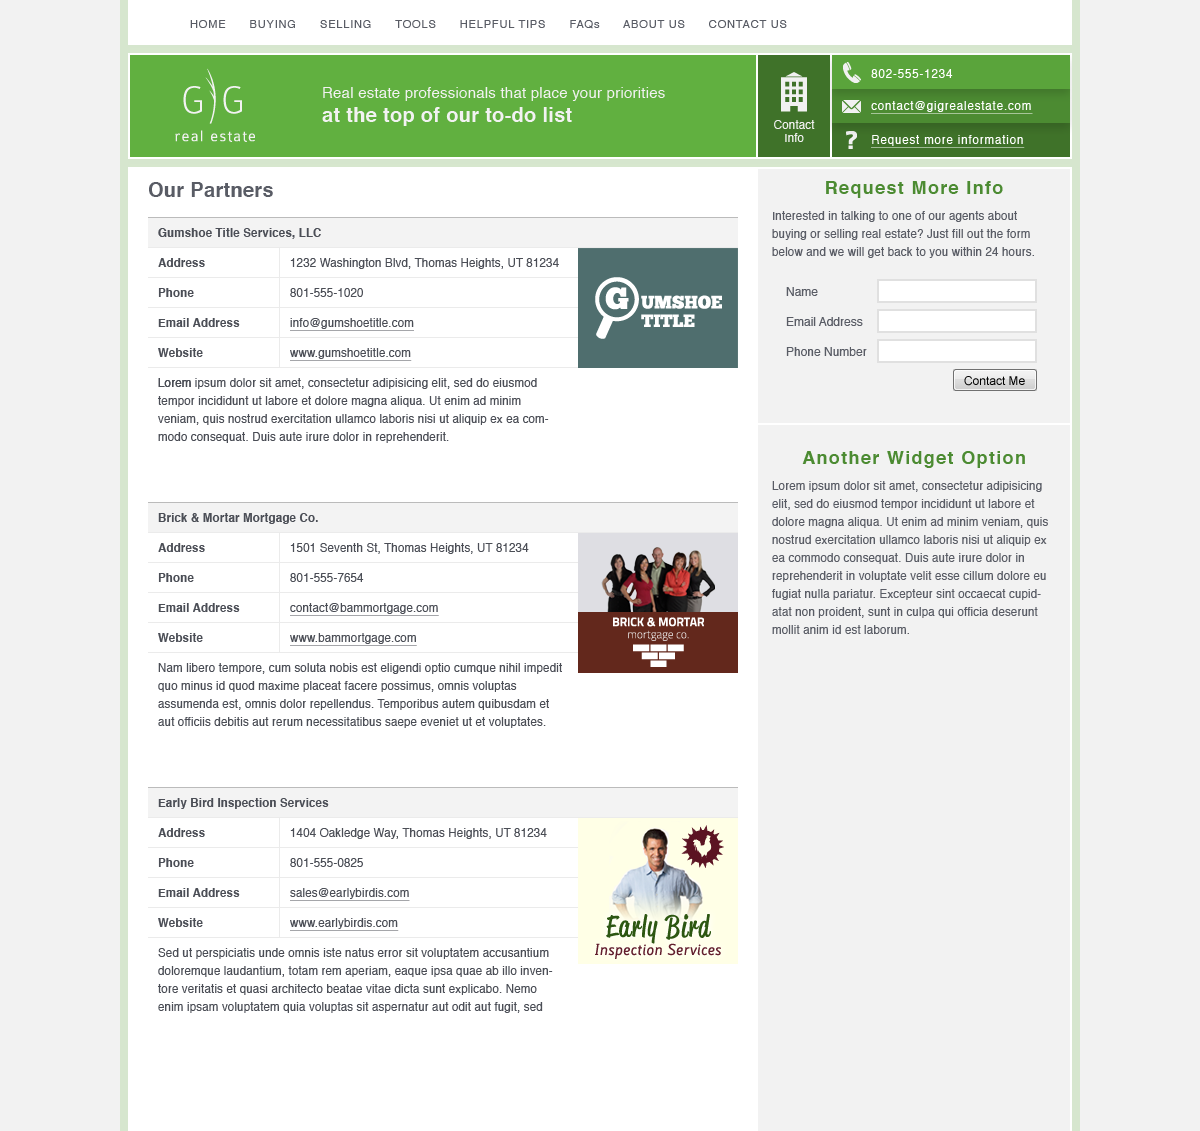 HOME BUYING SELLING TOOLS HELPFUL TIPS FAQs ABOUT US CONTACT US
G G
real estate
Real estate professionals that place your priorities
at the top of our to-do list
Contact
Info
802-555-1234
contact@gigrealestate.com
Request more information
Our Partners
Gumshoe Title Services, LLC
Address 1232 Washington Blvd, Thomas Heights, UT 81234
Phone 801-555-1020
Email Address info@gumshoetitle.com
Website www.gumshoetitle.com
GUMSHOE
TITLE
Lorem ipsum dolor sit amet, consectetur adipisicing elit, sed do eiusmod
tempor incididunt ut labore et dolore magna aliqua. Ut enim ad minim
veniam, quis nostrud exercitation ullamco laboris nisi ut aliquip ex ea com-
modo consequat. Duis aute irure dolor in reprehenderit.
Brick & Mortar Mortgage Co.
Address 1501 Seventh St, Thomas Heights, UT 81234
Phone 801-555-7654
Email Address contact@bammortgage.com
Website www.bammortgage.com
BRICK & MORTAR
mortgage co.
Nam libero tempore, cum soluta nobis est eligendi optio cumque nihil impedit
quo minus id quod maxime placeat facere possimus, omnis voluptas
assumenda est, omnis dolor repellendus. Temporibus autem quibusdam et
aut officiis debitis aut rerum necessitatibus saepe eveniet ut et voluptates.
Early Bird Inspection Services
Address 1404 Oakledge Way, Thomas Heights, UT 81234
Phone 801-555-0825
Email Address sales@earlybirdis.com
Website www.earlybirdis.com
Early Bird
Inspection Services
Sed ut perspiciatis unde omnis iste natus error sit voluptatem accusantium
doloremque laudantium, totam rem aperiam, eaque ipsa quae ab illo inven-
tore veritatis et quasi architecto beatae vitae dicta sunt explicabo. Nemo
enim ipsam voluptatem quia voluptas sit aspernatur aut odit aut fugit, sed
Request More Info
Interested in talking to one of our agents about
buying or selling real estate? Just fill out the form
below and we will get back to you within 24 hours.
Name
Email Address
Phone Number
Contact Me
Another Widget Option
Lorem ipsum dolor sit amet, consectetur adipisicing
elit, sed do eiusmod tempor incididunt ut labore et
dolore magna aliqua. Ut enim ad minim veniam, quis
nostrud exercitation ullamco laboris nisi ut aliquip ex
ea commodo consequat. Duis aute irure dolor in
reprehenderit in voluptate velit esse cillum dolore eu
fugiat nulla pariatur. Excepteur sint occaecat cupid-
atat non proident, sunt in culpa qui officia deserunt
mollit anim id est laborum.